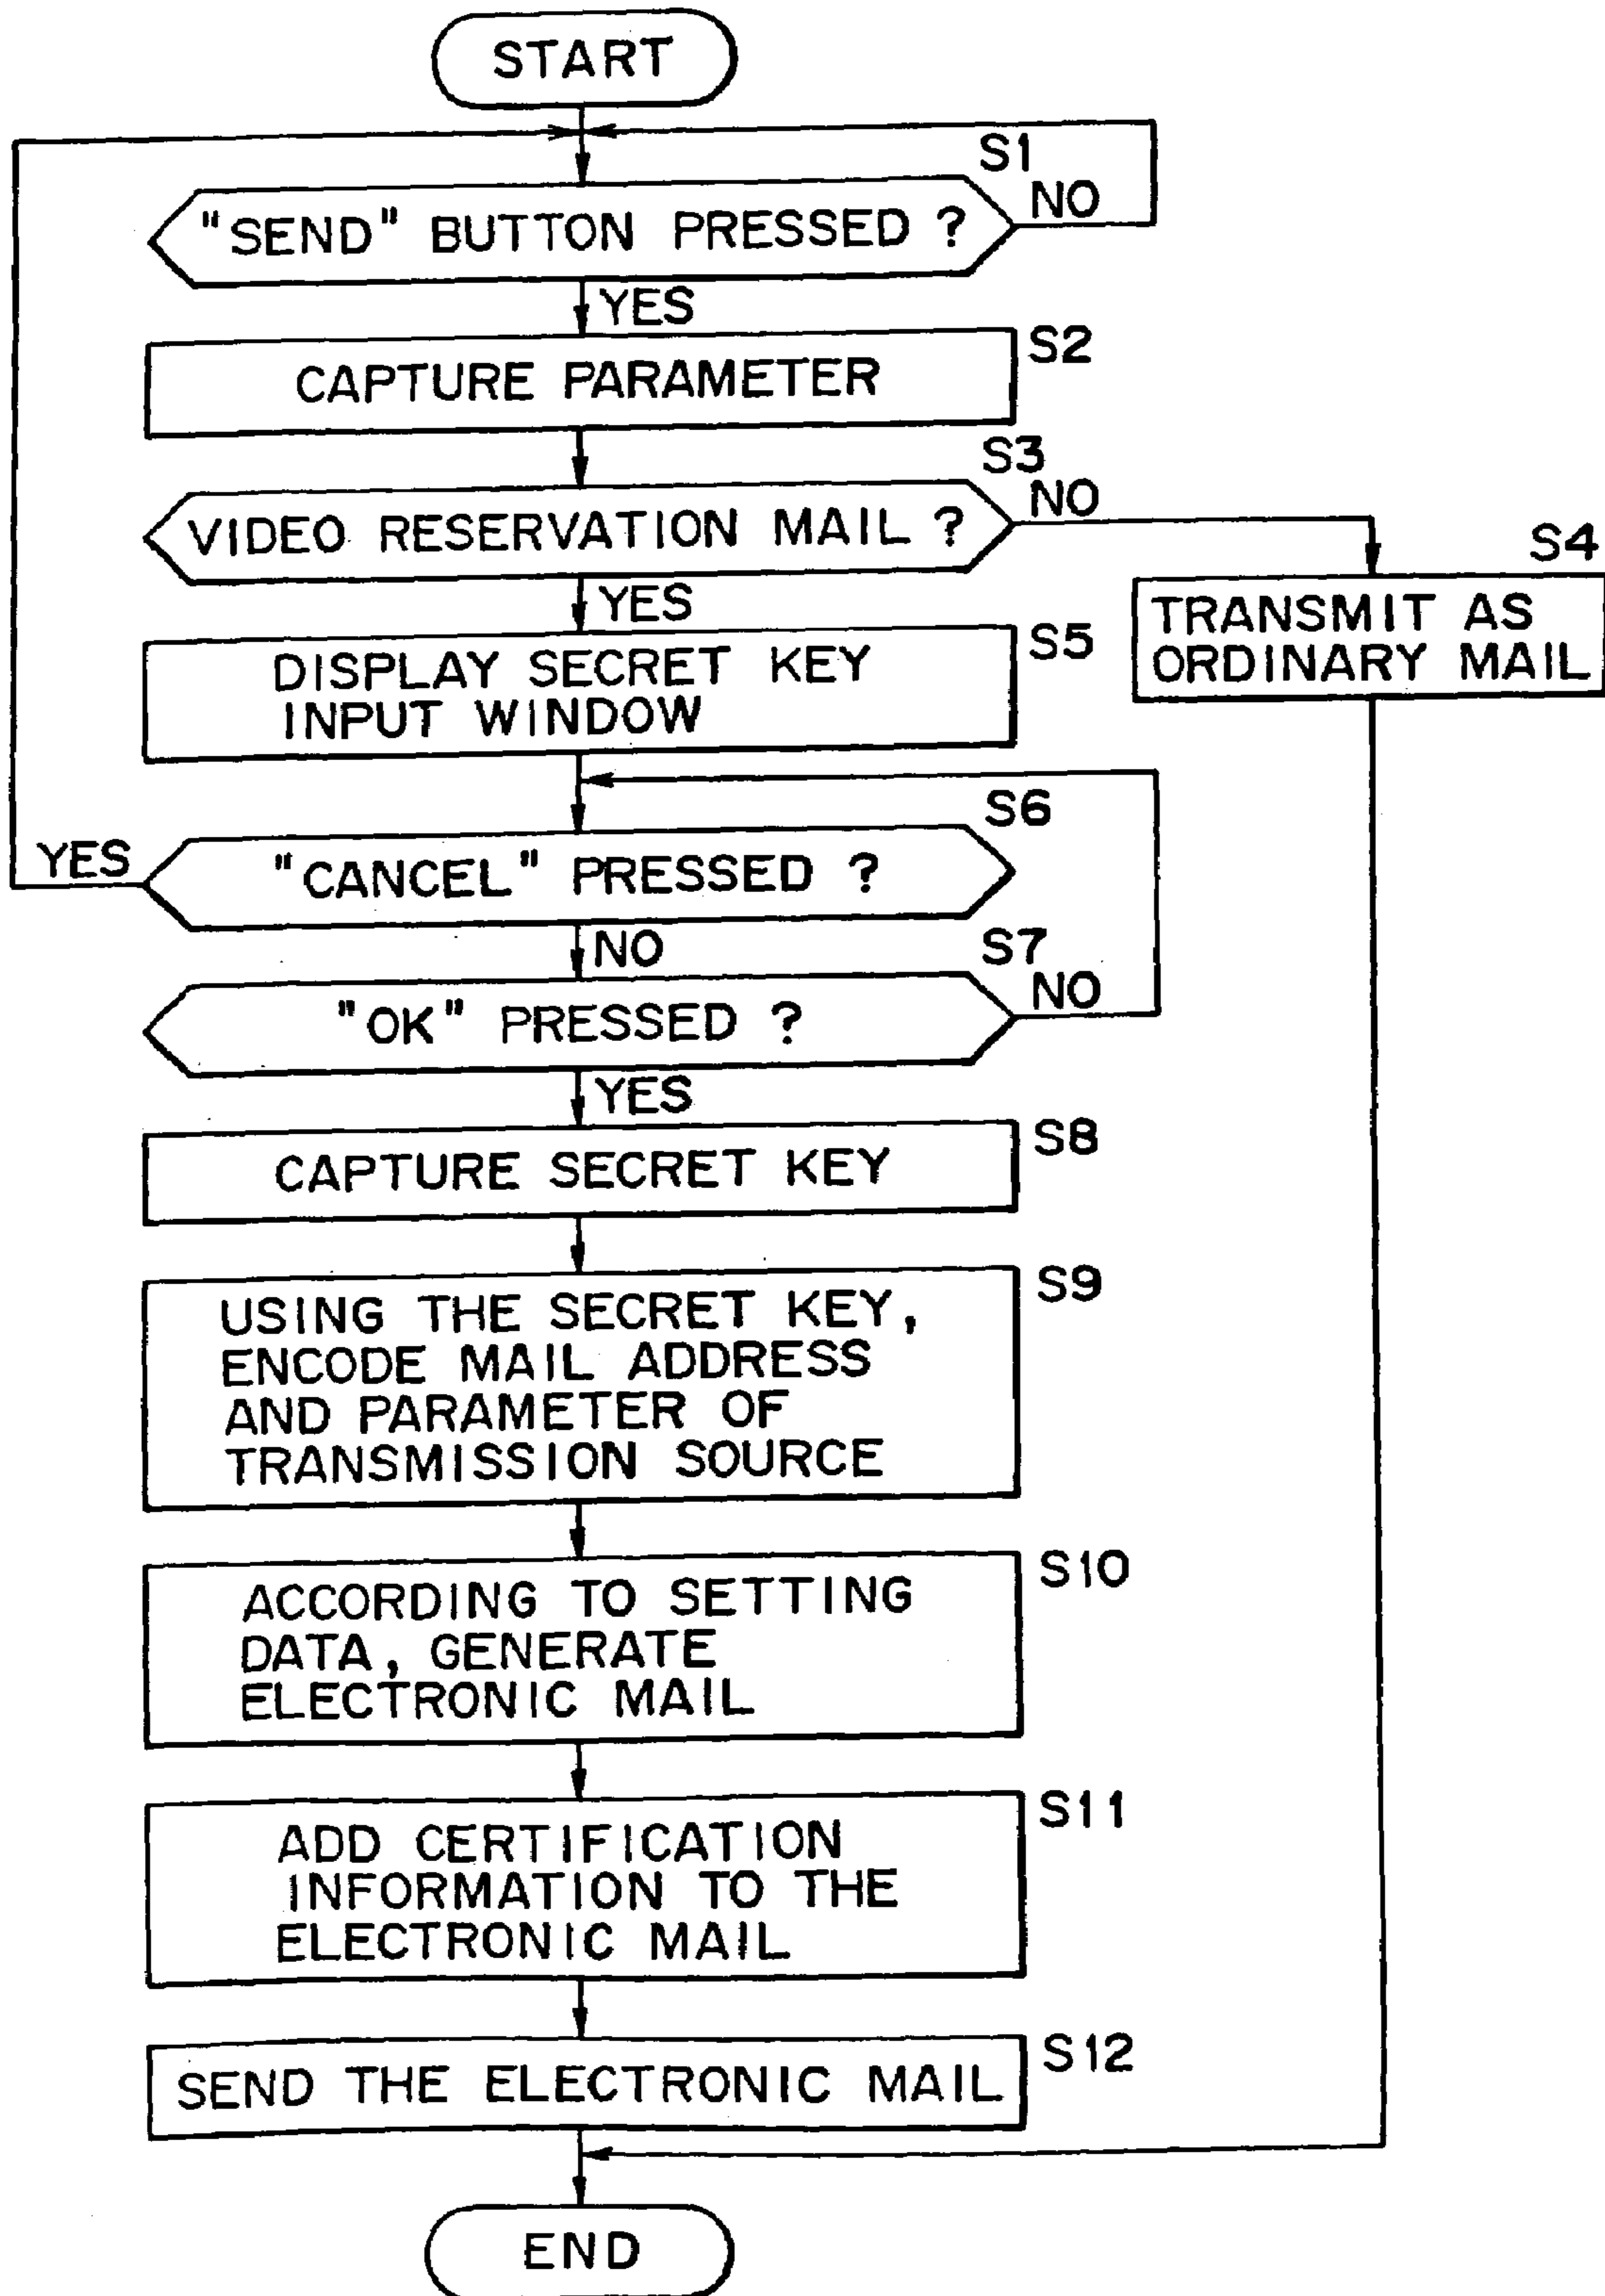 START
S1
NO
"SEND" BUTTON PRESSED ?
YES
S2
CAPTURE PARAMETER
S3
NO
VIDEO RESERVATION MAIL ?
S4
TRANSMIT AS
ORDINARY MAIL
YES
S5
DISPLAY SECRET KEY
INPUT WINDOW
S6
YES
"CANCEL" PRESSED ?
NO
S7
NO
"OK" PRESSED ?
YES
S8
CAPTURE SECRET KEY
S9
USING THE SECRET KEY,
ENCODE MAIL ADDRESS
AND PARAMETER OF
TRANSMISSION SOURCE
S10
ACCORDING TO SETTING
DATA, GENERATE
ELECTRONIC MAIL
S11
ADD CERTIFICATION
INFORMATION TO THE
ELECTRONIC MAIL
S12
SEND THE ELECTRONIC MAIL
END